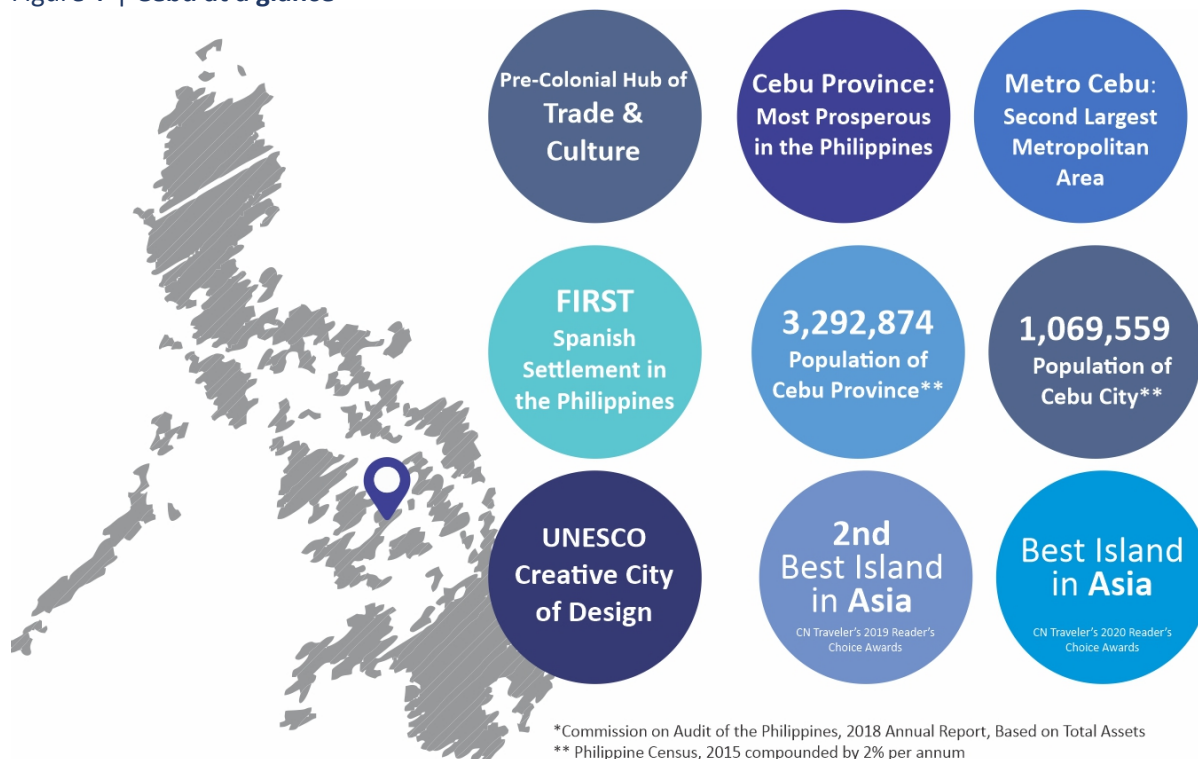 Cebu at a glance
Pre-Colonial Hub of
Trade &
Culture
Cebu Province:
Most Prosperous
in the Philippines
Metro Cebu:
Second Largest
Metropolitan
Area
FIRST
Spanish
Settlement in
the Philippines
3,292,874
Population of
Cebu Province**
1,069,559
Population of
Cebu City**
UNESCO
Creative City
of Design
2nd
Best Island
in Asia
CN Traveler's 2019 Reader's
Choice Awards
Best Island
in Asia
CN Traveler's 2020 Reader's
Choice Awards
*Commission on Audit of the Philippines, 2018 Annual Report, Based on Total Assets
** Philippine Census, 2015 compounded by 2% per annum